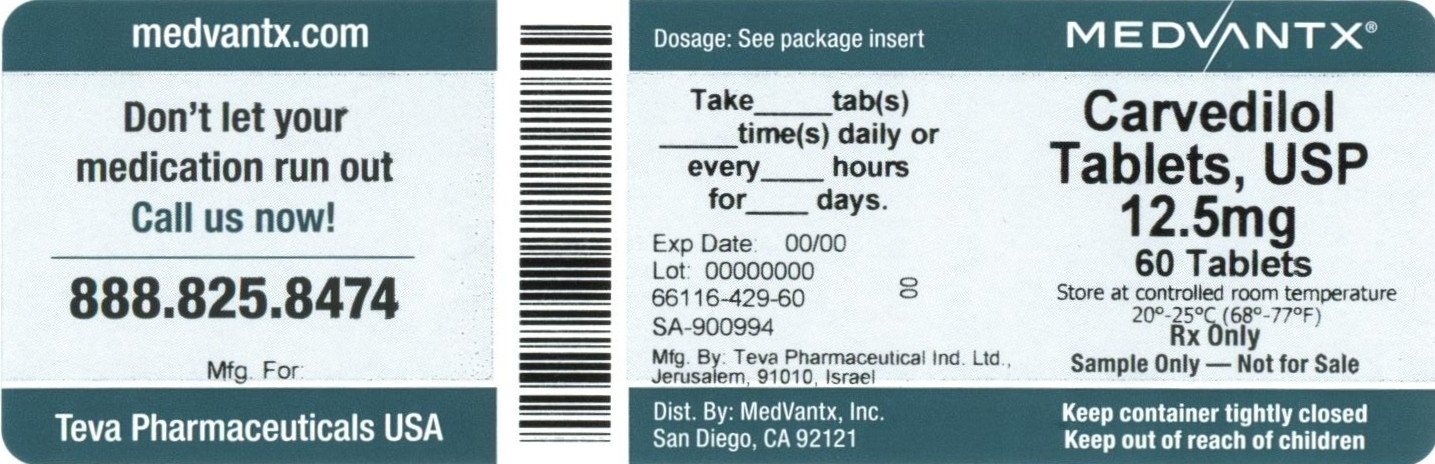 medvantx.com
Don't let your
medication run out
Call us now!
888.825.8474
Mfg. For:
Teva Pharmaceuticals USA
Dosage: See package insert
Take_____tab(s)
_____time(s) daily or
every____ hours
for____ days.
Exp Date: 00/00
Lot: 00000000
66116-429-60
SA-900994
00
Mfg. By: Teva Pharmaceutical Ind. Ltd.,
Jerusalem, 91010, Israel
Dist. By: MedVantx, Inc.
San Diego, CA 92121
MEDVANTX®
Carvedilol
Tablets, USP
12.5mg
60 Tablets
Store at controlled room temperature
20º-25ºC (68º-77ºF)
Rx Only
Sample Only — Not for Sale
Keep container tightly closed
Keep out of reach of children